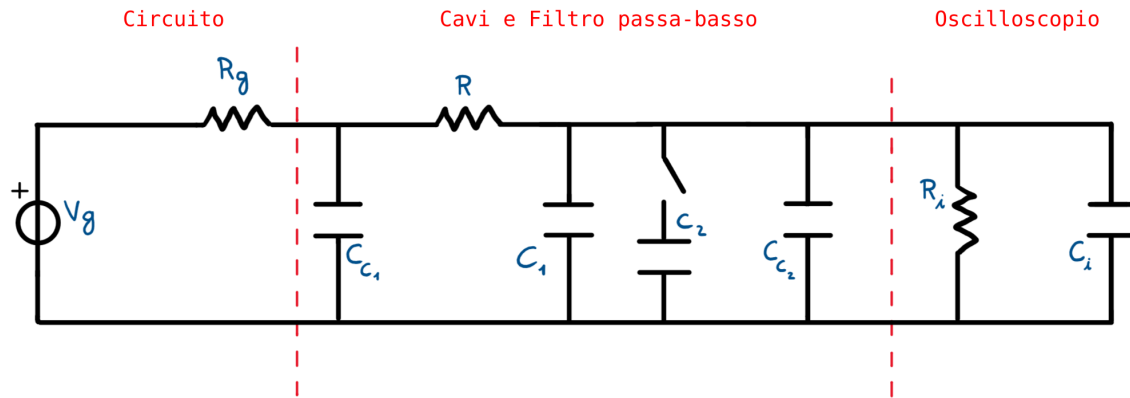 Circuito
Cavi e Filtro passa-basso
Oscilloscopio
Rg
R
+
Vg
Cc1
C1
C2
Cc2
Ri
Ci